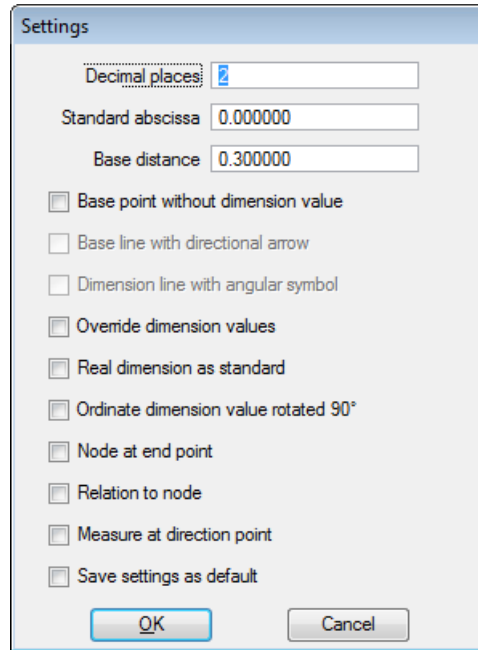 Settings
Decimal places 2
Standard abscissa 0.000000
Base distance 0.300000
Base point without dimension value
Base line with directional arrow
Dimension line with angular symbol
Override dimension values
Real dimension as standard
Ordinate dimension value rotated 90°
Node at end point
Relation to node
Measure at direction point
Save settings as default
OK Cancel